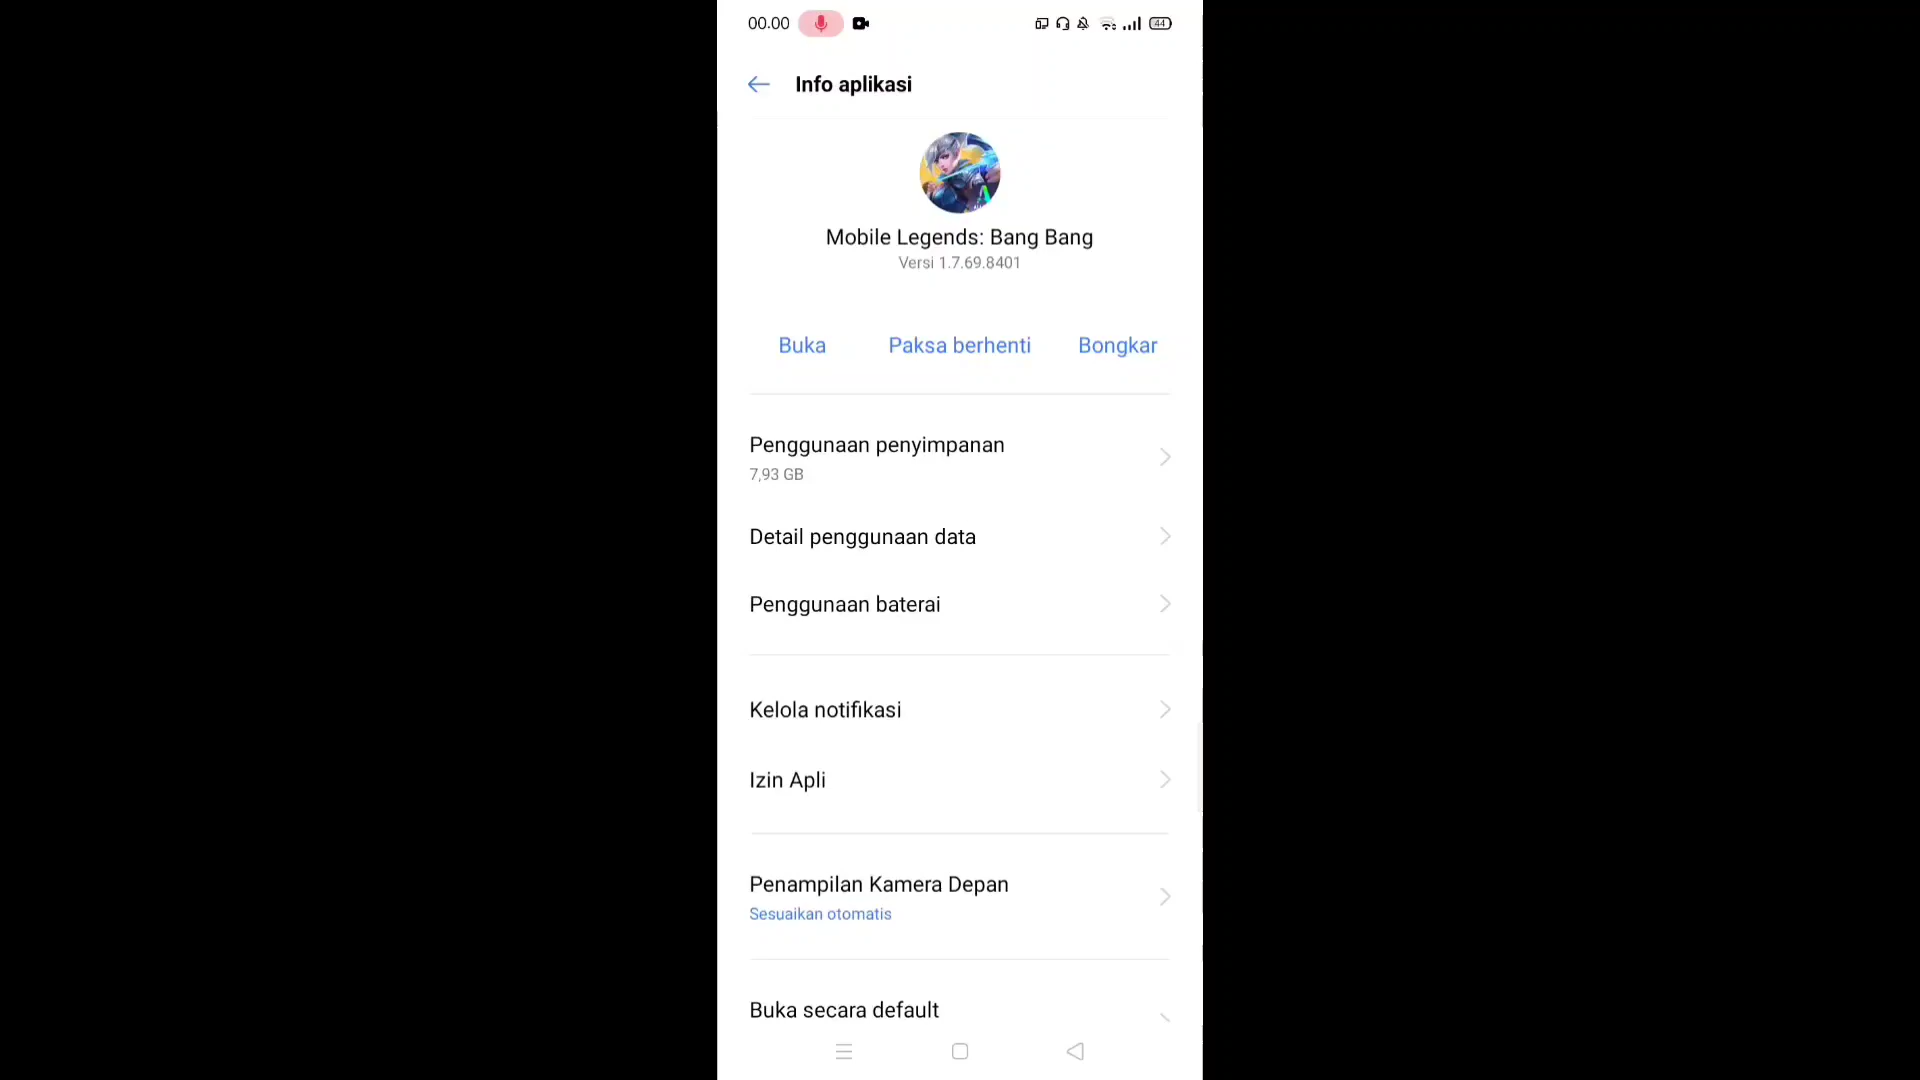 00.00
44
Info aplikasi
Mobile Legends: Bang Bang
Versi 1.7.69.8401
Buka Paksa berhenti Bongkar
Penggunaan penyimpanan
7,93 GB
Detail penggunaan data
Penggunaan baterai
Kelola notifikasi
Izin Apli
Penampilan Kamera Depan
Sesuaikan otomatis
Buka secara default